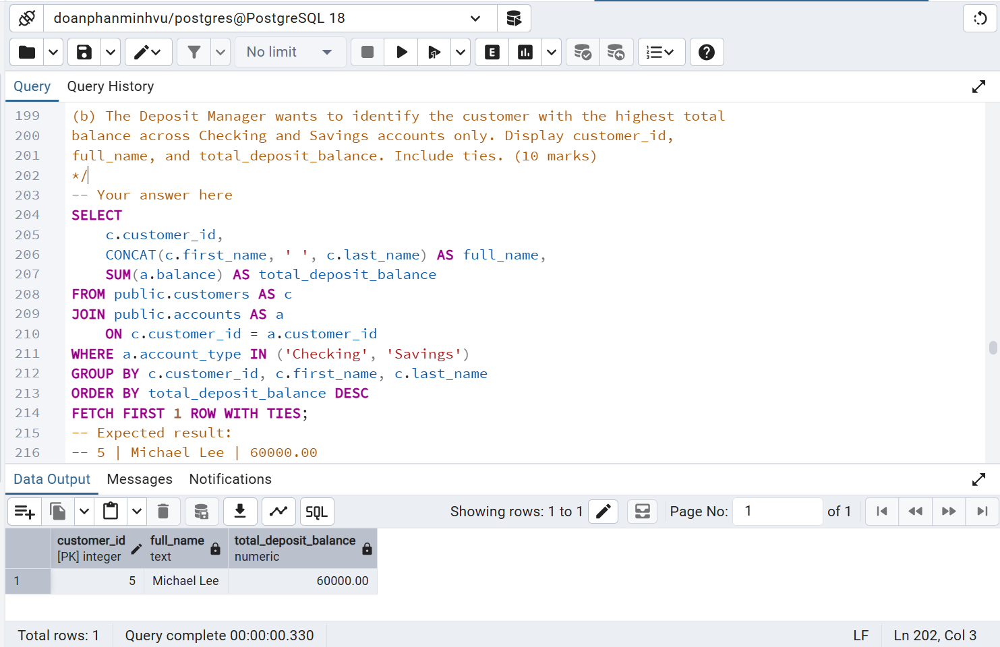 doanphanminhvu/postgres@PostgreSQL 18
No limit
E
Query Query History
199 (b) The Deposit Manager wants to identify the customer with the highest total
200 balance across Checking and Savings accounts only. Display customer_id,
201 full_name, and total_deposit_balance. Include ties. (10 marks)
202 */
203 -- Your answer here
204 SELECT
205 c.customer_id,
206 CONCAT(c.first_name, ' ', c.last_name) AS full_name,
207 SUM(a.balance) AS total_deposit_balance
208 FROM public.customers AS c
209 JOIN public.accounts AS a
210 ON c.customer_id = a.customer_id
211 WHERE a.account_type IN ('Checking', 'Savings')
212 GROUP BY c.customer_id, c.first_name, c.last_name
213 ORDER BY total_deposit_balance DESC
214 FETCH FIRST 1 ROW WITH TIES;
215 -- Expected result:
216 -- 5 | Michael Lee | 60000.00
Data Output Messages Notifications
SQL Showing rows: 1 to 1 Page No: 1 of 1
customer_id full_name total_deposit_balance
[PK] integer text numeric
1 5 Michael Lee 60000.00
Total rows: 1 Query complete 00:00:00.330 LF Ln 202, Col 3